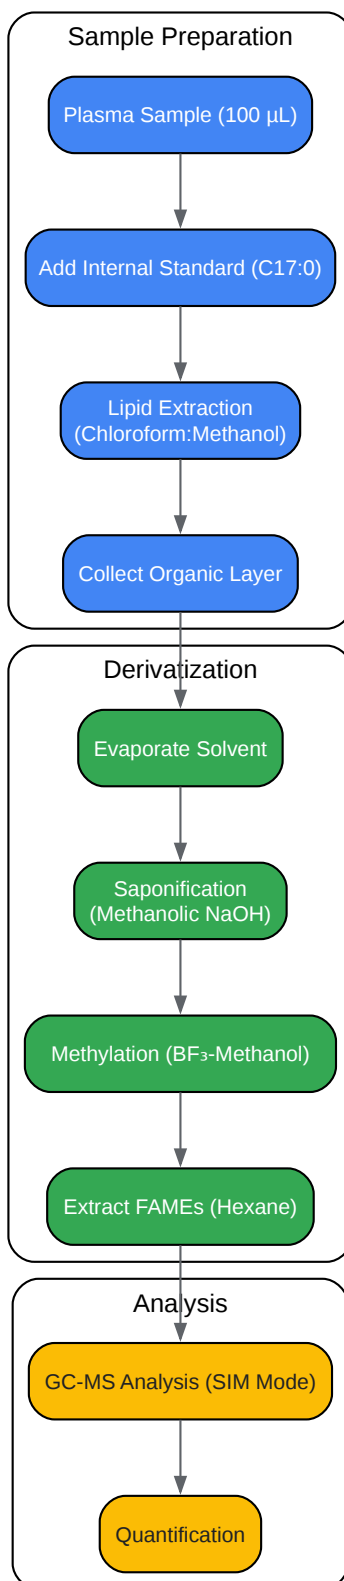 Sample Preparation
Plasma Sample (100 µL)
Add Internal Standard (C17:0)
Lipid Extraction
(Chloroform:Methanol)
Collect Organic Layer
Derivatization
Evaporate Solvent
Saponification
(Methanolic NaOH)
Methylation (BF₃-Methanol)
Extract FAMEs (Hexane)
Analysis
GC-MS Analysis (SIM Mode)
Quantification